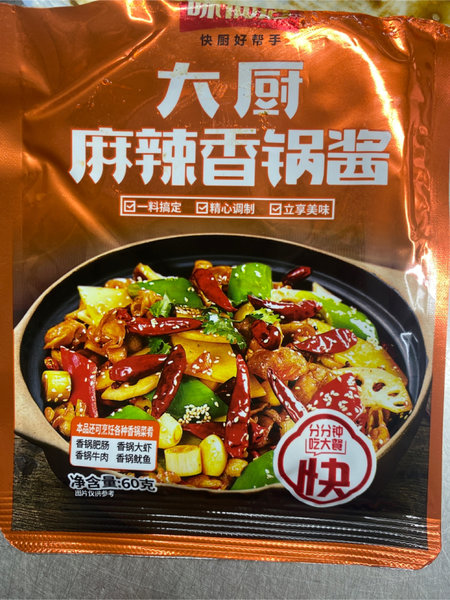 快厨好帮手
大厨
麻辣香锅酱
一料搞定 精心调制 立享美味
本品还可烹饪各种香锅菜肴
香锅肥肠 香锅大虾
香锅牛肉 香锅鱿鱼
净含量:60克
图片仅供参考
分分钟
吃大餐
快